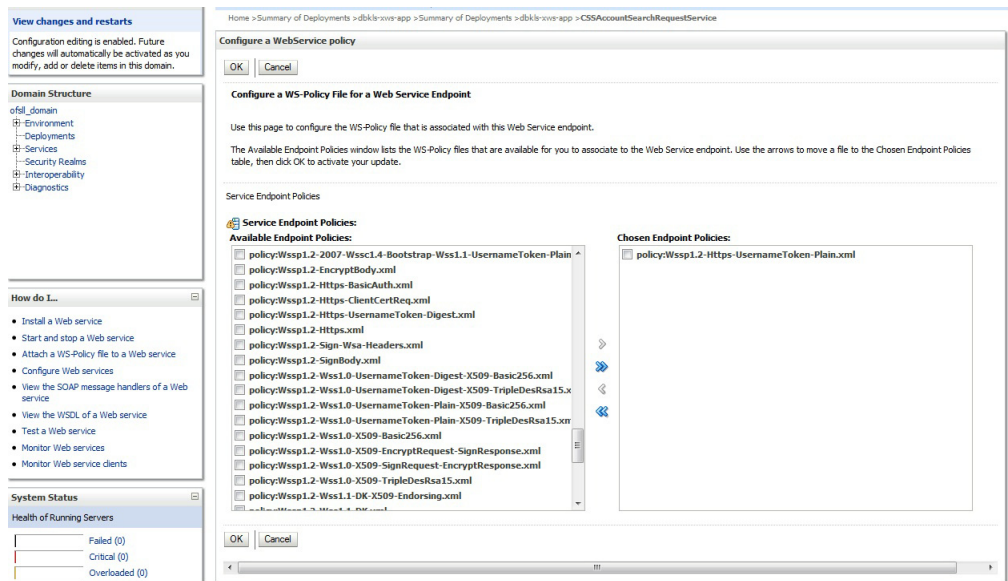 View changes and restarts
Configuration editing is enabled. Future
changes will automatically be activated as you
modify, add or delete items in this domain.
Domain Structure
ofsll_domain
Environment
Deployments
Services
Security Realms
Interoperability
Diagnostics
How do I...
Install a Web service
Start and stop a Web service
Attach a WS-Policy file to a Web service
Configure Web services
View the SOAP message handlers of a Web
service
View the WSDL of a Web service
Test a Web service
Monitor Web services
Monitor Web service clients
System Status
Health of Running Servers
Failed (0)
Critical (0)
Overloaded (0)
Home >Summary of Deployments >dbkls-xws-app >Summary of Deployments >dbkls-xws-app >CSSAccountSearchRequestService
Configure a WebService policy
OK Cancel
Configure a WS-Policy File for a Web Service Endpoint
Use this page to configure the WS-Policy file that is associated with this Web Service endpoint.
The Available Endpoint Policies window lists the WS-Policy files that are available for you to associate to the Web Service endpoint. Use the arrows to move a file to the Chosen Endpoint Policies
table, then click OK to activate your update.
Service Endpoint Policies
Service Endpoint Policies:
Available Endpoint Policies:
policy:Wssp1.2-2007-Wssc1.4-Bootstrap-Wss1.1-UsernameToken-Plain
policy:Wssp1.2-EncryptBody.xml
policy:Wssp1.2-Https-BasicAuth.xml
policy:Wssp1.2-Https-ClientCertReq.xml
policy:Wssp1.2-Https-UsernameToken-Digest.xml
policy:Wssp1.2-Https.xml
policy:Wssp1.2-Sign-Wsa-Headers.xml
policy:Wssp1.2-SignBody.xml
policy:Wssp1.2-Wss1.0-UsernameToken-Digest-X509-Basic256.xml
policy:Wssp1.2-Wss1.0-UsernameToken-Digest-X509-TripleDesRsa15.x
policy:Wssp1.2-Wss1.0-UsernameToken-Plain-X509-Basic256.xml
policy:Wssp1.2-Wss1.0-UsernameToken-Plain-X509-TripleDesRsa15.xm
policy:Wssp1.2-Wss1.0-X509-Basic256.xml
policy:Wssp1.2-Wss1.0-X509-EncryptRequest-SignResponse.xml
policy:Wssp1.2-Wss1.0-X509-SignRequest-EncryptResponse.xml
policy:Wssp1.2-Wss1.0-X509-TripleDesRsa15.xml
policy:Wssp1.2-Wss1.1-DK-X509-Endorsing.xml
Chosen Endpoint Policies:
policy:Wssp1.2-Https-UsernameToken-Plain.xml
OK Cancel